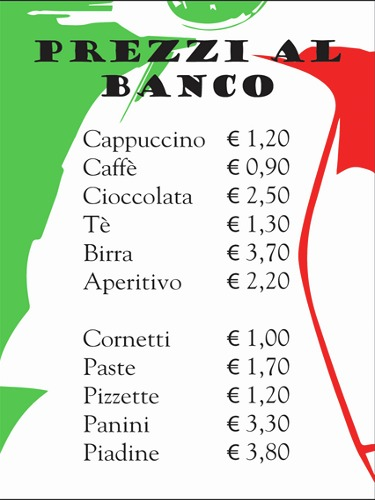 PREZZI AL
BANCO
Cappuccino € 1,20
Caffè € 0,90
Cioccolata € 2,50
Tè € 1,30
Birra € 3,70
Aperitivo € 2,20
Cornetti € 1,00
Paste € 1,70
Pizzette € 1,20
Panini € 3,30
Piadine € 3,80